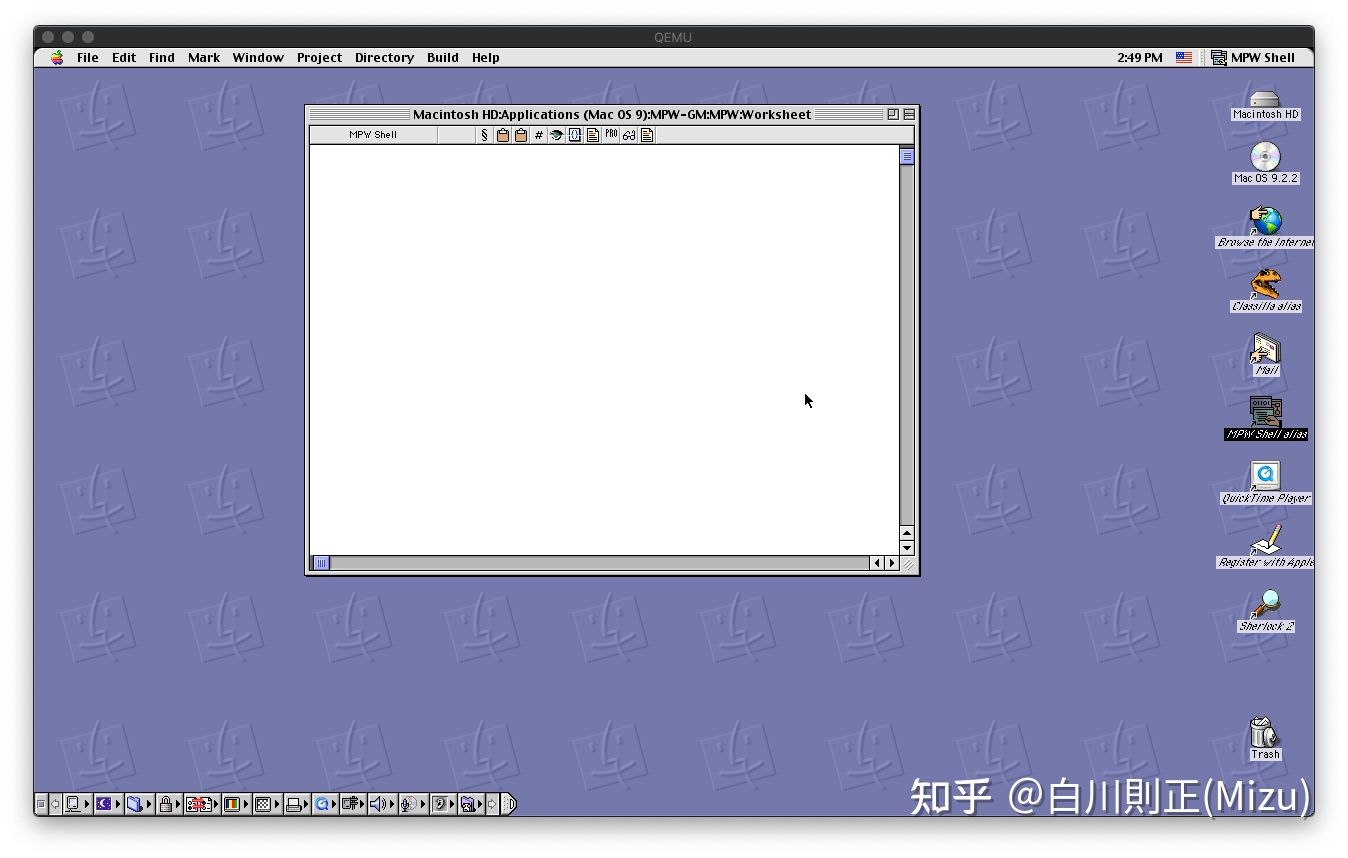 QEMU
File Edit Find Mark Window Project Directory Build Help 2:49 PM MPW Shell
Macintosh HD:Applications (Mac OS 9):MPW-GM:MPW:Worksheet
MPW Shell § # PRO
Macintosh HD
Mac OS 9.2.2
Browse the Internet
Classilla alias
Mail
MPW Shell alias
QuickTime Player
Register with Apple
Sherlock 2
Trash
知乎 @白川則正(Mizu)